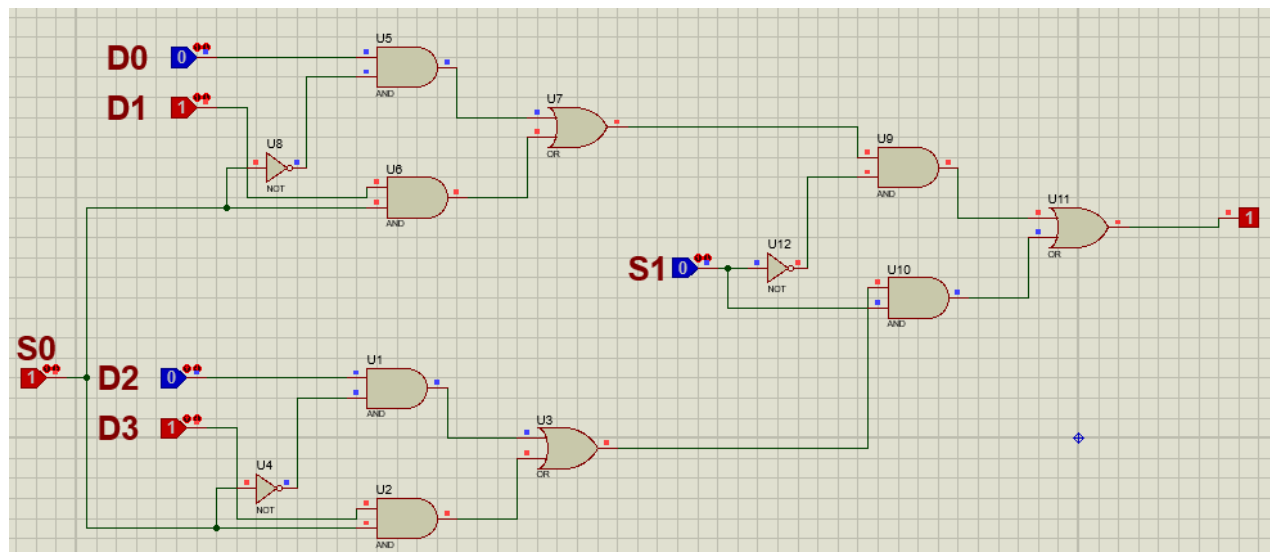 U5
D0 0
AND
D1 1
U7
U8
OR
NOT
U6
AND
U9
AND
U11
OR
1
S1 0
U12
NOT
U10
AND
S0
1
D2 0
U1
AND
D3 1
U3
OR
U4
NOT
U2
AND